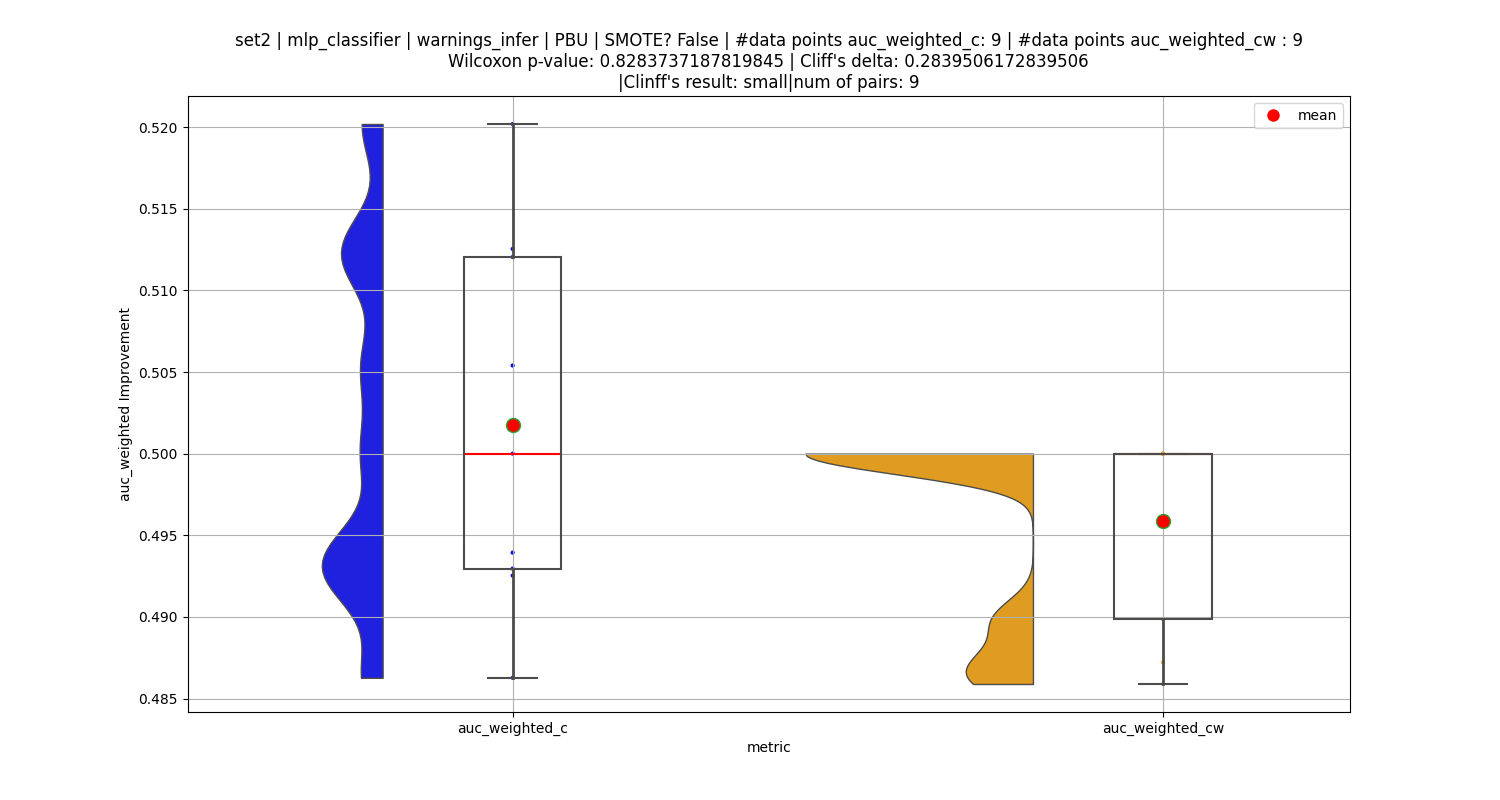 set2 | mlp_classifier | warnings_infer | PBU | SMOTE? False | #data points auc_weighted_c: 9 | #data points auc_weighted_cw : 9
Wilcoxon p-value: 0.8283737187819845 | Cliff's delta: 0.2839506172839506
|Clinff's result: small|num of pairs: 9
mean
0.520
0.515
0.510
0.505
0.500
0.495
0.490
0.485
auc_weighted Improvement
auc_weighted_c
auc_weighted_cw
metric